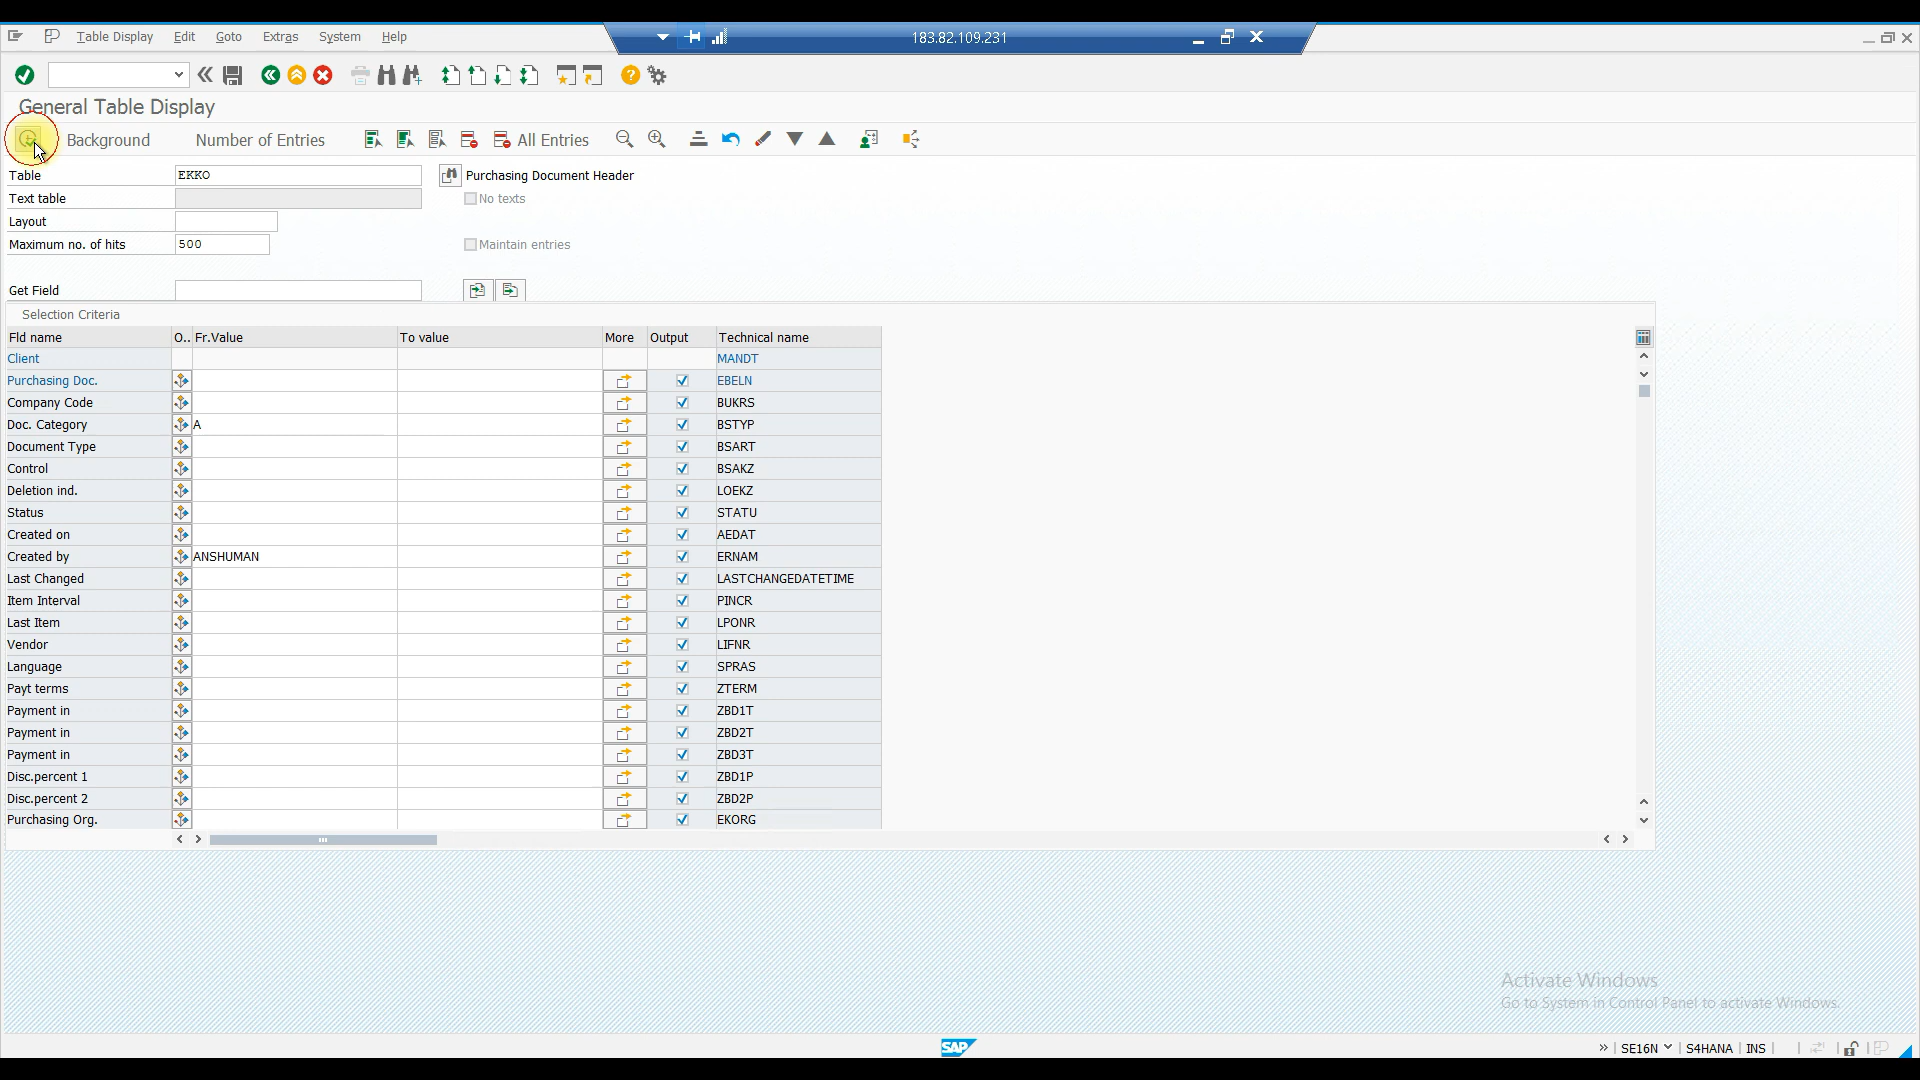 183.82.109.231
Table Display Edit Goto Extras System Help
General Table Display
Background Number of Entries All Entries
Table EKKO Purchasing Document Header
Text table No texts
Layout
Maximum no. of hits 500 Maintain entries
Get Field
Selection Criteria
Fld name O.. Fr.Value To value More Output Technical name
Client MANDT
Purchasing Doc. EBELN
Company Code BUKRS
Doc. Category A BSTYP
Document Type BSART
Control BSAKZ
Deletion ind. LOEKZ
Status STATU
Created on AEDAT
Created by ANSHUMAN ERNAM
Last Changed LASTCHANGEDATETIME
Item Interval PINCR
Last Item LPONR
Vendor LIFNR
Language SPRAS
Payt terms ZTERM
Payment in ZBD1T
Payment in ZBD2T
Payment in ZBD3T
Disc.percent 1 ZBD1P
Disc.percent 2 ZBD2P
Purchasing Org. EKORG
Activate Windows
Go to System in Control Panel to activate Windows.
SAP SE16N S4HANA INS